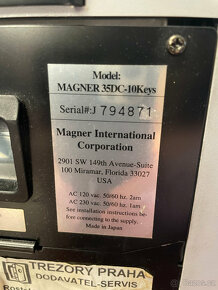 Model:
MAGNER 35DC-10Keys
Serial#:J 794871
Magner International
Corporation
2901 SW 149th Avenue-Suite
100 Miramar, Florida 33027
USA
AC 120 vac. 50/60 hz. 2am
AC 230 vac. 50/60 hz. 1am
See installation instructions before
connecting to the supply.
Made in Japan
TREZORY PRAHA
DODAVATEL-SERVIS